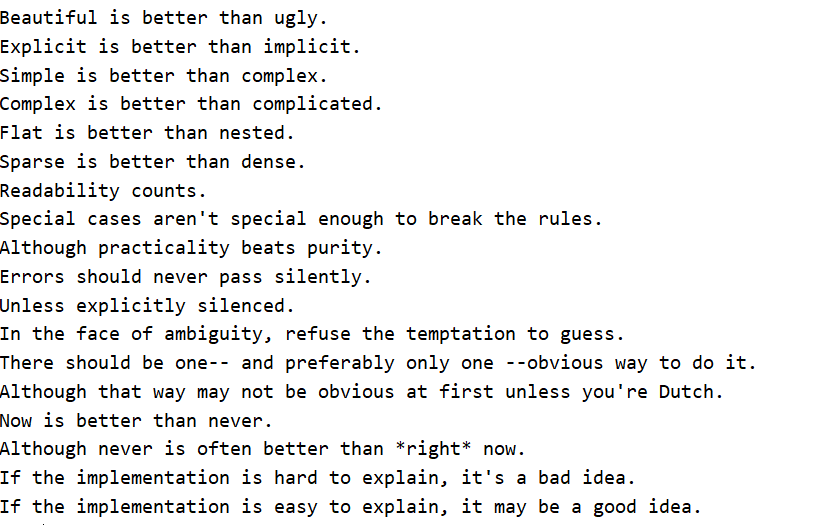 Beautiful is better than ugly.
Explicit is better than implicit.
Simple is better than complex.
Complex is better than complicated.
Flat is better than nested.
Sparse is better than dense.
Readability counts.
Special cases aren't special enough to break the rules.
Although practicality beats purity.
Errors should never pass silently.
Unless explicitly silenced.
In the face of ambiguity, refuse the temptation to guess.
There should be one-- and preferably only one --obvious way to do it.
Although that way may not be obvious at first unless you're Dutch.
Now is better than never.
Although never is often better than *right* now.
If the implementation is hard to explain, it's a bad idea.
If the implementation is easy to explain, it may be a good idea.